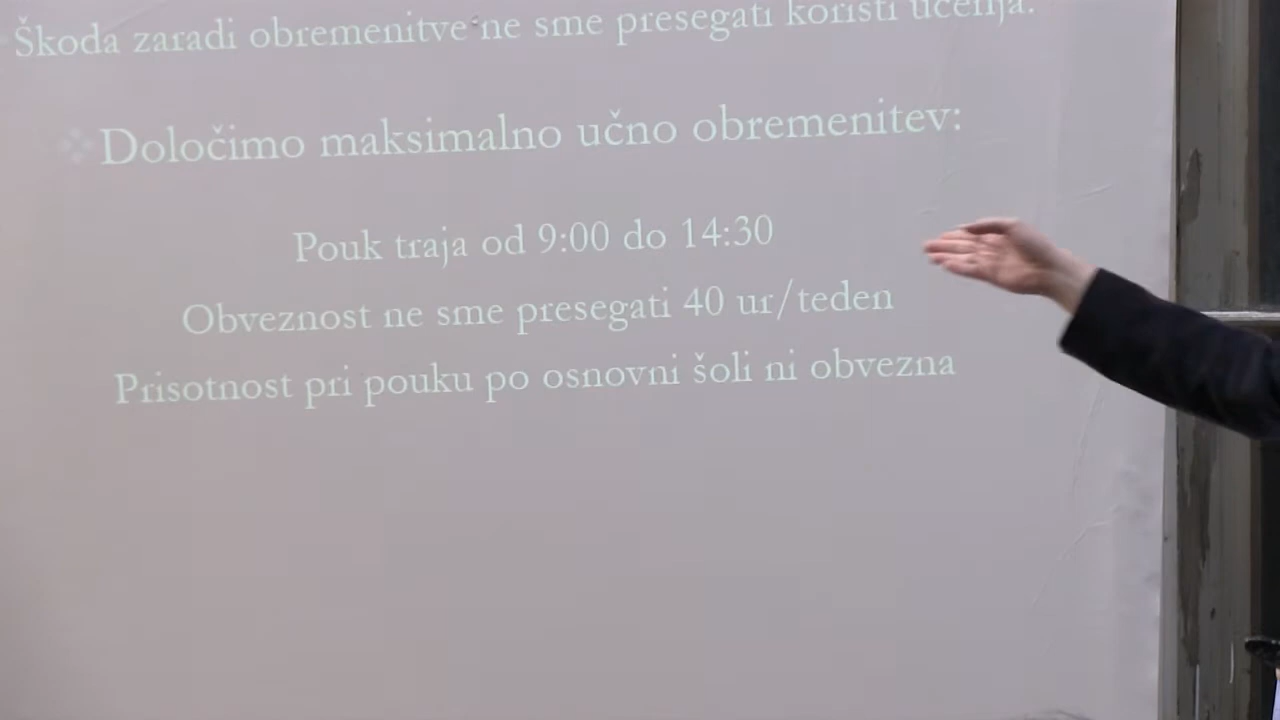 Škoda zaradi obremenitve ne sme presegati koristi učenja.
Določimo maksimalno učno obremenitev:
Pouk traja od 9:00 do 14:30
Obveznost ne sme presegati 40 ur/teden
Prisotnost pri pouku po osnovni šoli ni obvezna